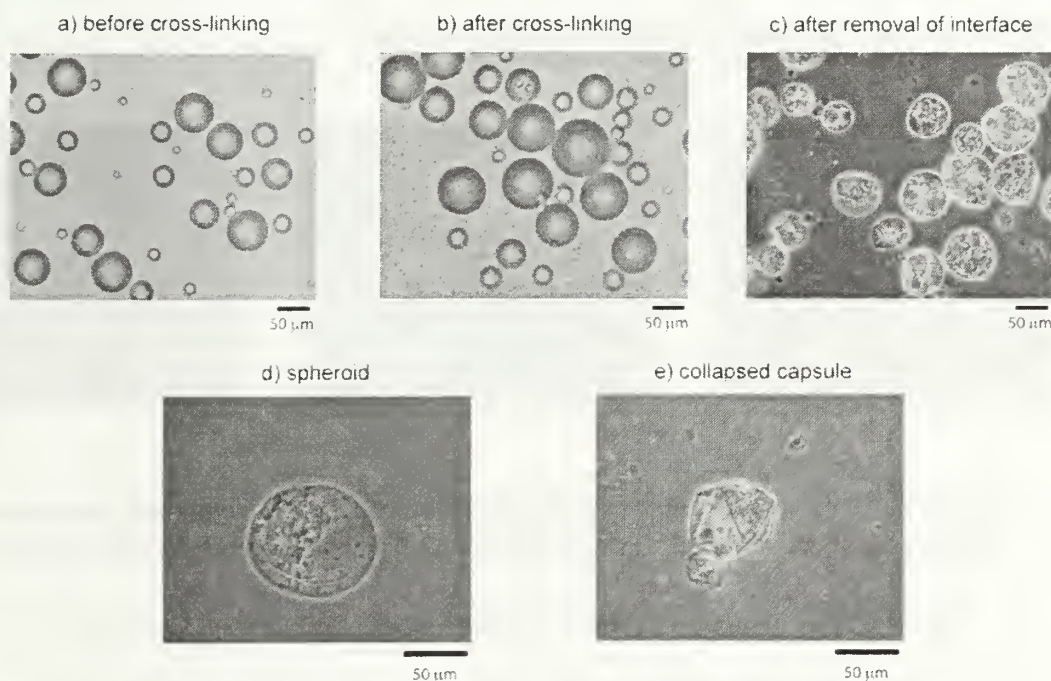 a) before cross-linking
b) after cross-linking
c) after removal of interface
50 μm
50 μm
50 μm
d) spheroid
e) collapsed capsule
50 μm
50 μm